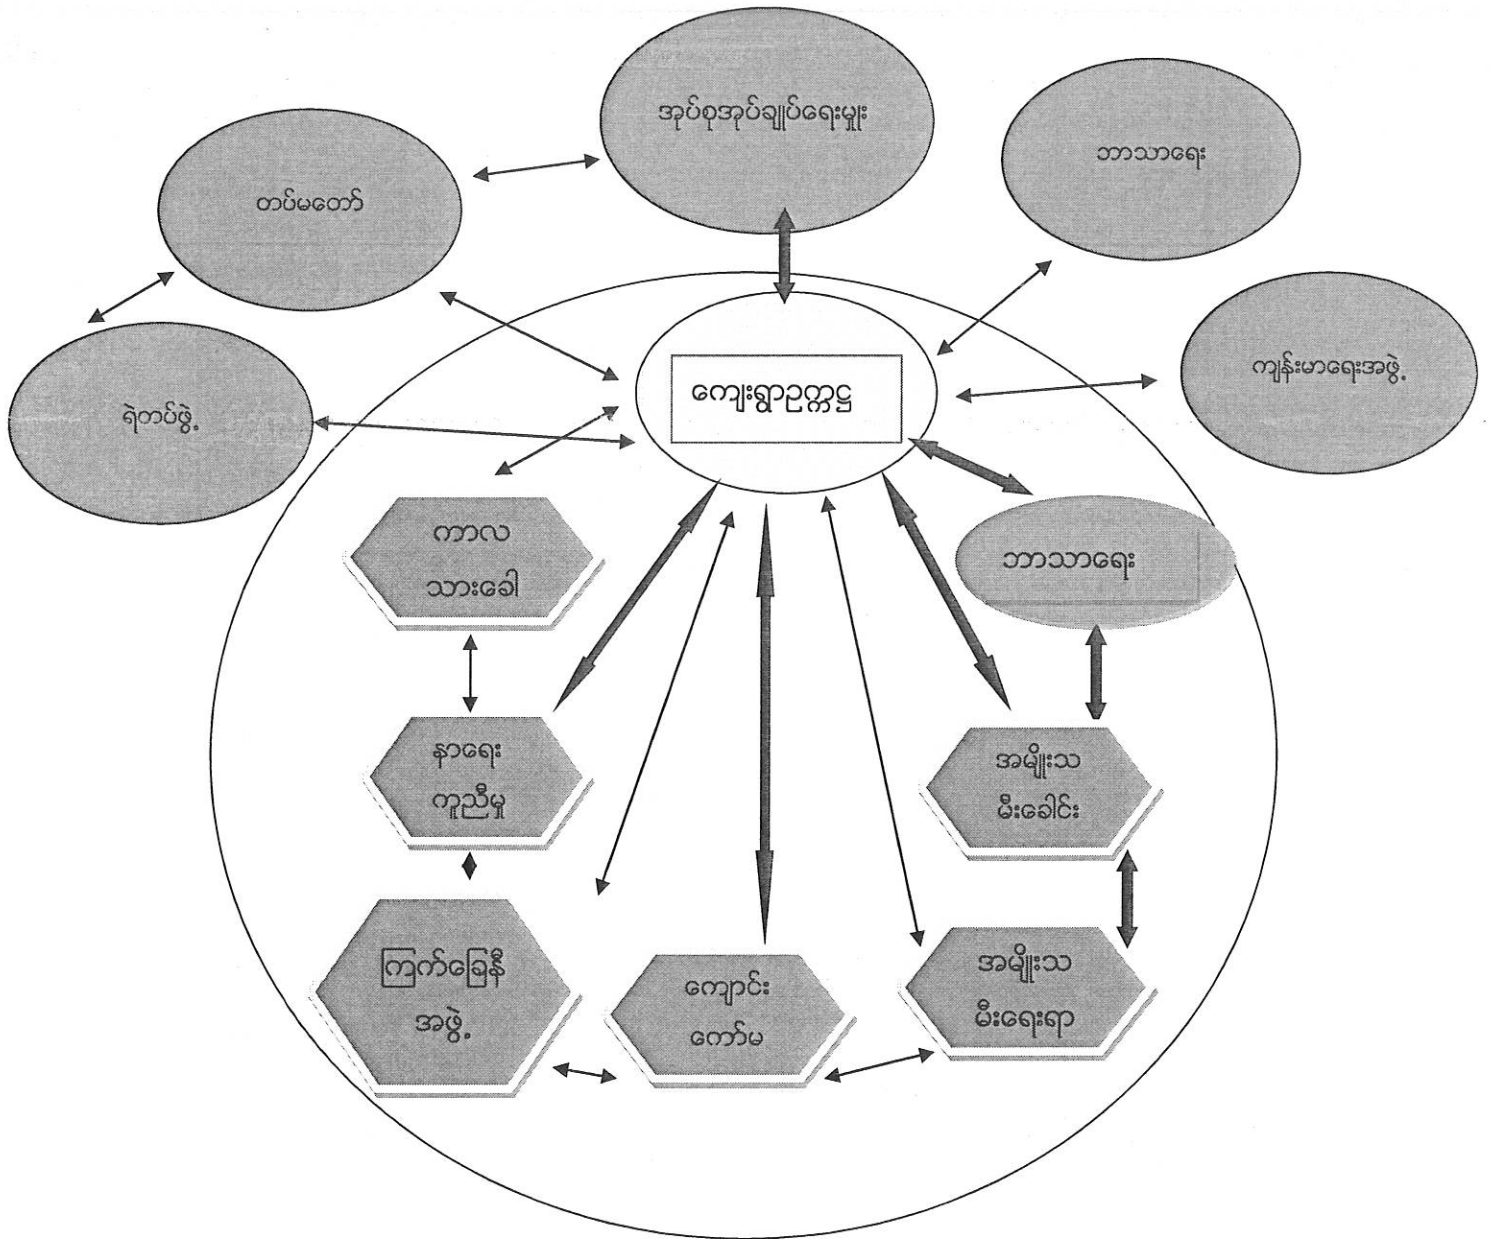 အုပ်စုအုပ်ချုပ်ရေးမှုး
ဘာသာရေး
တပ်မတော်
ကျန်းမာရေးအဖွဲ့
ရဲတပ်ဖွဲ့
ကျေးရွာဥက္ကဋ္ဌ
ကာလ
သားခေါ
ဘာသာရေး
နာရေး
ကူညီမှု
အမျိုးသ
မီးခေါင်း
ကြက်ခြေနီ
အဖွဲ့
ကျောင်း
ကော်မ
အမျိုးသ
မီးရေးရာ